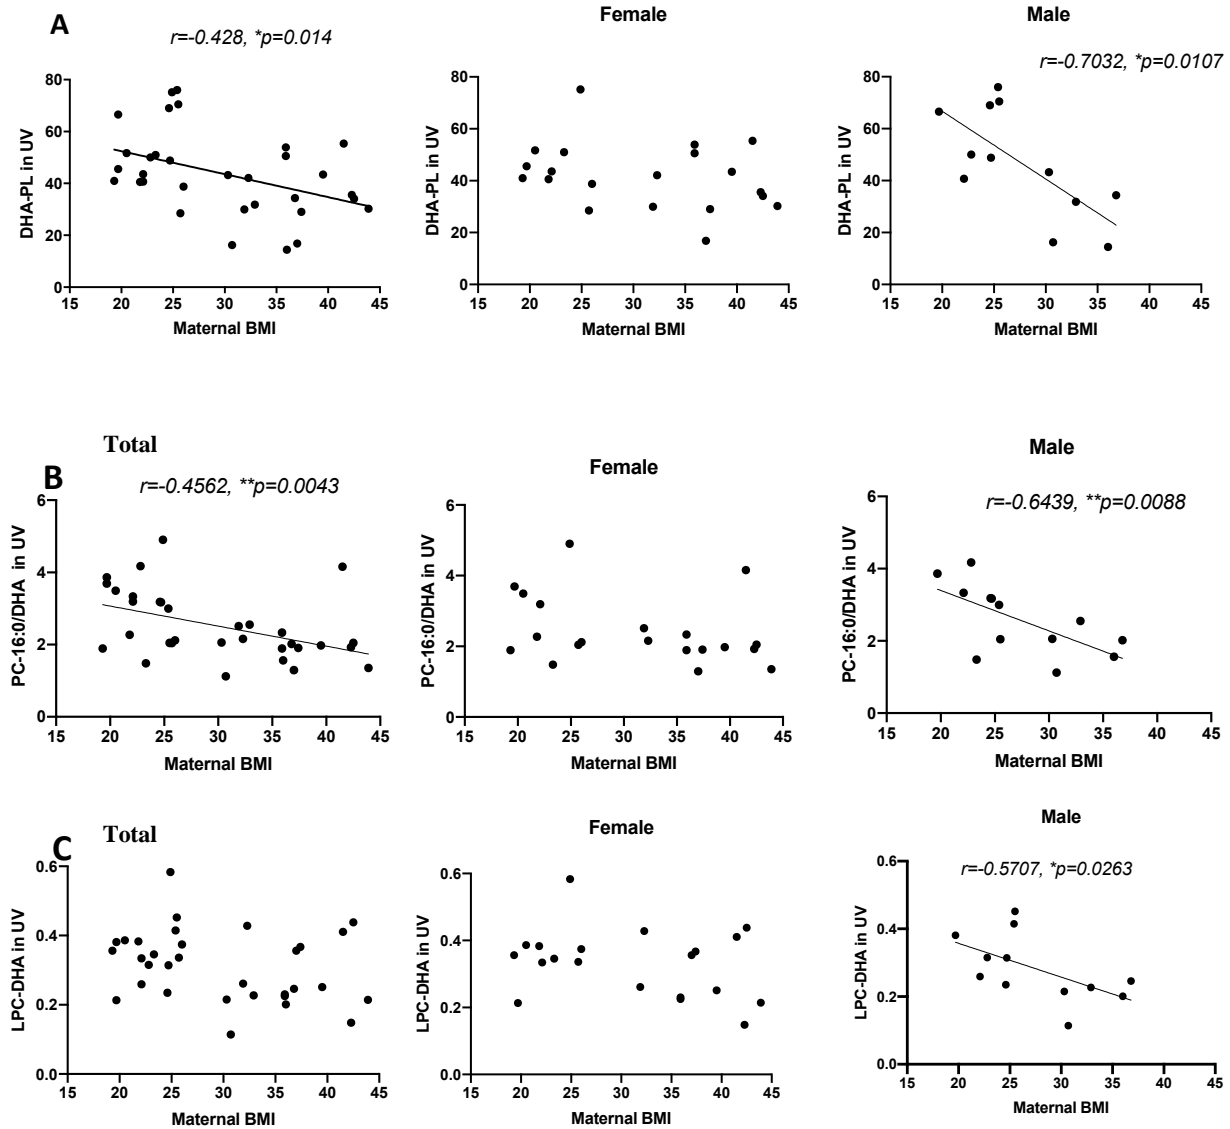 A
r=-0.428, *p=0.014
DHA-PL in UV
80
60
40
20
0
15 20 25 30 35 40 45
Maternal BMI
Female
DHA-PL in UV
80
60
40
20
0
15 20 25 30 35 40 45
Maternal BMI
Male
r=-0.7032, *p=0.0107
DHA-PL in UV
80
60
40
20
0
15 20 25 30 35 40 45
Maternal BMI
B
Total
r=-0.4562, **p=0.0043
PC-16:0/DHA in UV
6
4
2
0
15 20 25 30 35 40 45
Maternal BMI
Female
PC-16:0/DHA in UV
6
4
2
0
15 20 25 30 35 40 45
Maternal BMI
Male
r=-0.6439, **p=0.0088
PC-16:0/DHA in UV
6
4
2
0
15 20 25 30 35 40 45
Maternal BMI
C
Total
LPC-DHA in UV
0.6
0.4
0.2
0.0
15 20 25 30 35 40 45
Maternal BMI
Female
LPC-DHA in UV
0.6
0.4
0.2
0.0
15 20 25 30 35 40 45
Maternal BMI
Male
r=-0.5707, *p=0.0263
LPC-DHA in UV
0.6
0.4
0.2
0.0
15 20 25 30 35 40 45
Maternal BMI